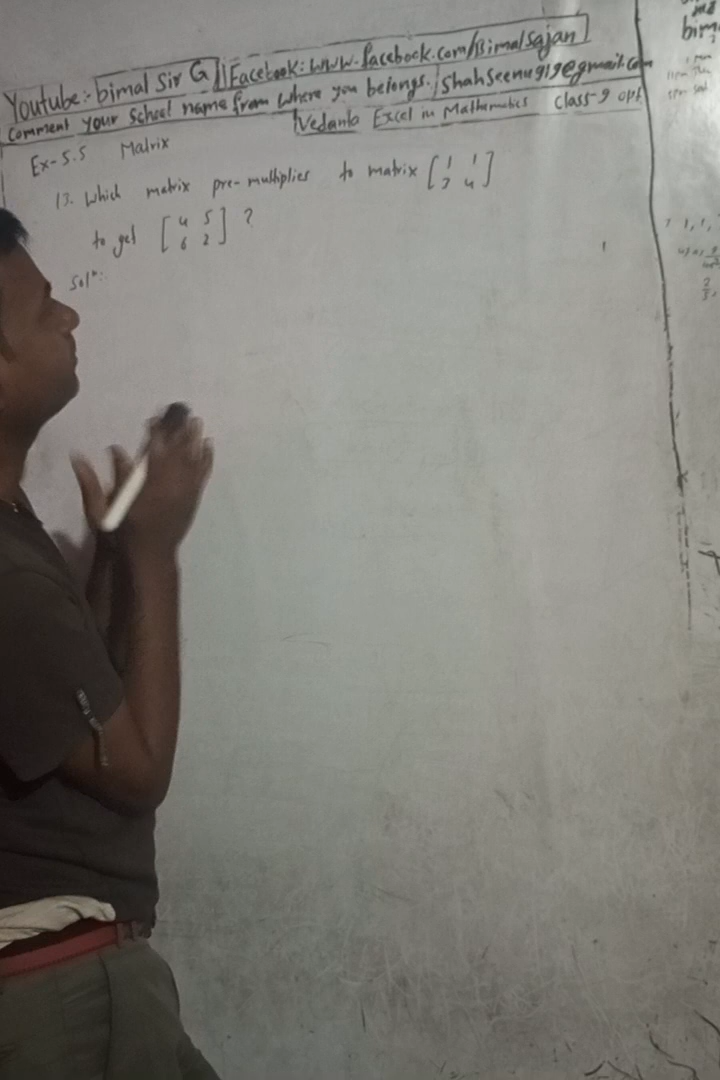 Youtube:- bimal Sir G || Facebook: www.facebook.com/Bimalsajan
Comment your School name from where you belongs. | shahseenu919@gmail.com
Vedanta Excel in Mathematics Class-9 opt
Ex-5.5 Matrix
13. Which matrix pre-multiplies to matrix [1 1
4]
to get [4 5
6 2] ?
Solⁿ: